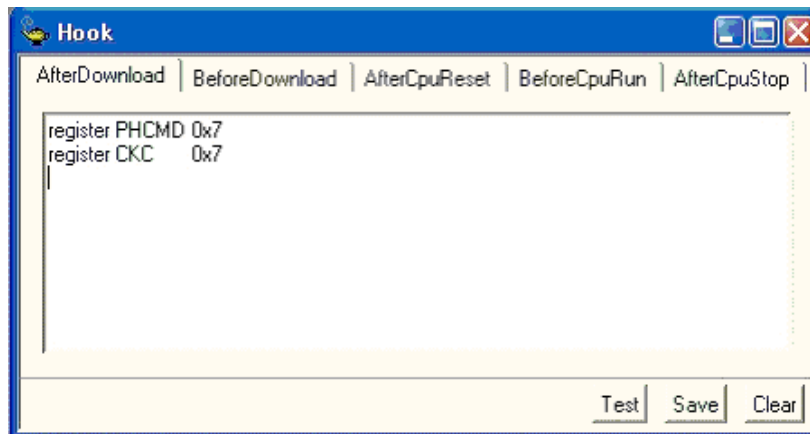 Hook
AfterDownload BeforeDownload AfterCpuReset BeforeCpuRun AfterCpuStop
register PHCMD 0x7
register CKC 0x7
Test Save Clear